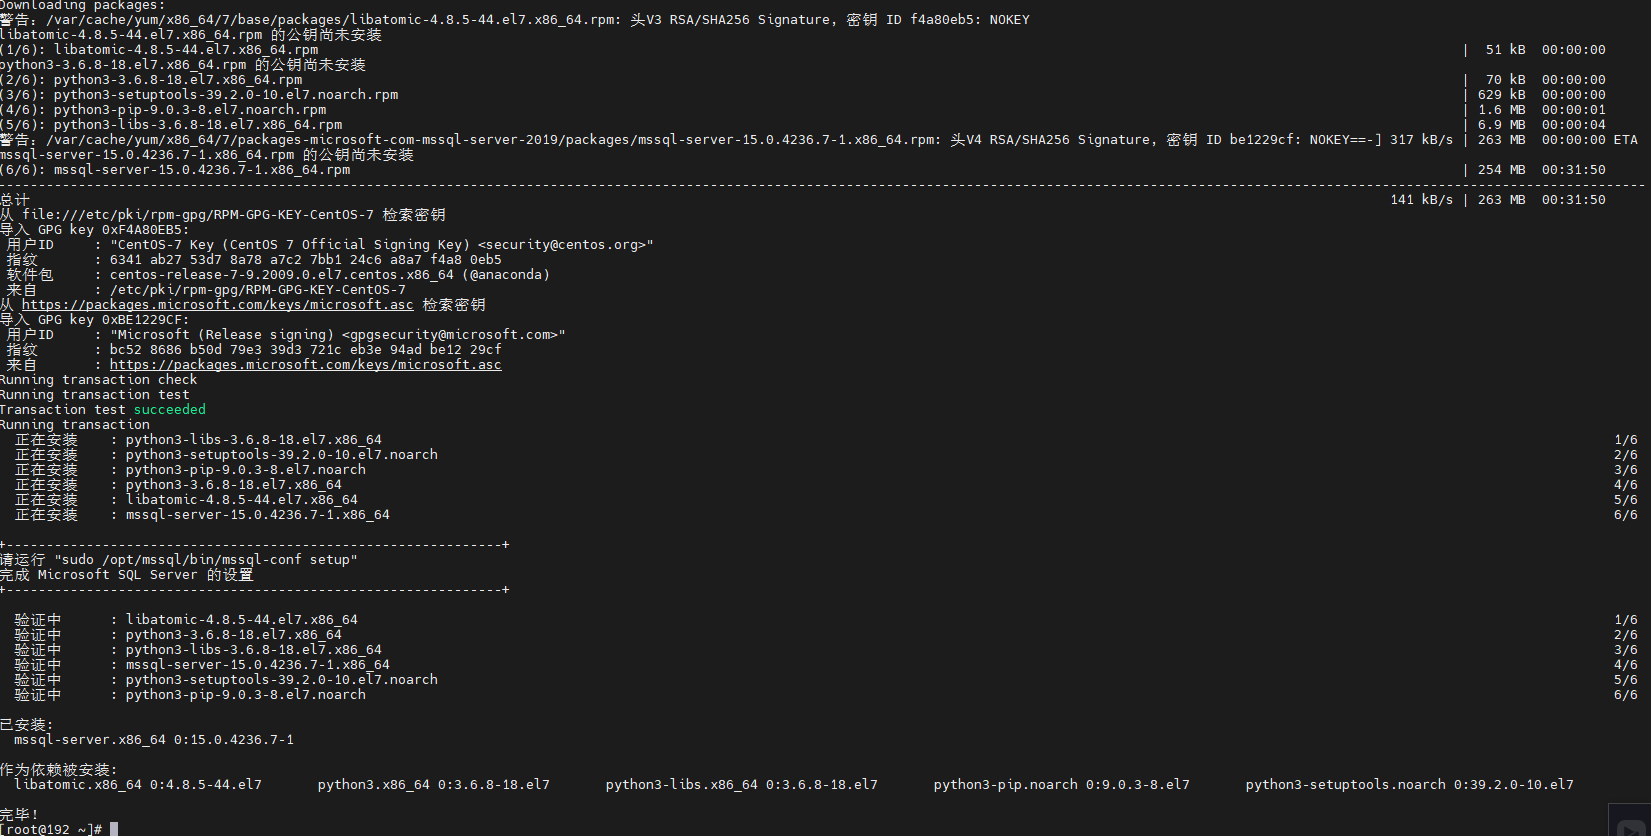 Downloading packages:
警告：/var/cache/yum/x86_64/7/base/packages/libatomic-4.8.5-44.el7.x86_64.rpm: 头V3 RSA/SHA256 Signature, 密钥 ID f4a80eb5: NOKEY
libatomic-4.8.5-44.el7.x86_64.rpm 的公钥尚未安装
(1/6): libatomic-4.8.5-44.el7.x86_64.rpm | 51 kB 00:00:00
python3-3.6.8-18.el7.x86_64.rpm 的公钥尚未安装
(2/6): python3-3.6.8-18.el7.x86_64.rpm | 70 kB 00:00:00
(3/6): python3-setuptools-39.2.0-10.el7.noarch.rpm | 629 kB 00:00:00
(4/6): python3-pip-9.0.3-8.el7.noarch.rpm | 1.6 MB 00:00:01
(5/6): python3-libs-3.6.8-18.el7.x86_64.rpm | 6.9 MB 00:00:04
警告：/var/cache/yum/x86_64/7/packages-microsoft-com-mssql-server-2019/packages/mssql-server-15.0.4236.7-1.x86_64.rpm: 头V4 RSA/SHA256 Signature, 密钥 ID be1229cf: NOKEY==-] 317 kB/s | 263 MB 00:00:00 ETA
mssql-server-15.0.4236.7-1.x86_64.rpm 的公钥尚未安装
(6/6): mssql-server-15.0.4236.7-1.x86_64.rpm | 254 MB 00:31:50
--------------------------------------------------------------------------------
总计 141 kB/s | 263 MB 00:31:50
从 file:///etc/pki/rpm-gpg/RPM-GPG-KEY-CentOS-7 检索密钥
导入 GPG key 0xF4A80EB5:
用户ID : "CentOS-7 Key (CentOS 7 Official Signing Key) <security@centos.org>"
指纹 : 6341 ab27 53d7 8a78 a7c2 7bb1 24c6 a8a7 f4a8 0eb5
软件包 : centos-release-7-9.2009.0.el7.centos.x86_64 (@anaconda)
来自 : /etc/pki/rpm-gpg/RPM-GPG-KEY-CentOS-7
从 https://packages.microsoft.com/keys/microsoft.asc 检索密钥
导入 GPG key 0xBE1229CF:
用户ID : "Microsoft (Release signing) <gpgsecurity@microsoft.com>"
指纹 : bc52 8686 b50d 79e3 39d3 721c eb3e 94ad be12 29cf
来自 : https://packages.microsoft.com/keys/microsoft.asc
Running transaction check
Running transaction test
Transaction test succeeded
Running transaction
正在安装 : python3-libs-3.6.8-18.el7.x86_64 1/6
正在安装 : python3-setuptools-39.2.0-10.el7.noarch 2/6
正在安装 : python3-pip-9.0.3-8.el7.noarch 3/6
正在安装 : python3-3.6.8-18.el7.x86_64 4/6
正在安装 : libatomic-4.8.5-44.el7.x86_64 5/6
正在安装 : mssql-server-15.0.4236.7-1.x86_64 6/6
+--------------------------------------------------------------+
请运行 "sudo /opt/mssql/bin/mssql-conf setup"
完成 Microsoft SQL Server 的设置
+--------------------------------------------------------------+
验证中 : libatomic-4.8.5-44.el7.x86_64 1/6
验证中 : python3-3.6.8-18.el7.x86_64 2/6
验证中 : python3-libs-3.6.8-18.el7.x86_64 3/6
验证中 : mssql-server-15.0.4236.7-1.x86_64 4/6
验证中 : python3-setuptools-39.2.0-10.el7.noarch 5/6
验证中 : python3-pip-9.0.3-8.el7.noarch 6/6
已安装:
mssql-server.x86_64 0:15.0.4236.7-1
作为依赖被安装:
libatomic.x86_64 0:4.8.5-44.el7 python3.x86_64 0:3.6.8-18.el7 python3-libs.x86_64 0:3.6.8-18.el7 python3-pip.noarch 0:9.0.3-8.el7 python3-setuptools.noarch 0:39.2.0-10.el7
完毕！
[root@192 ~]#